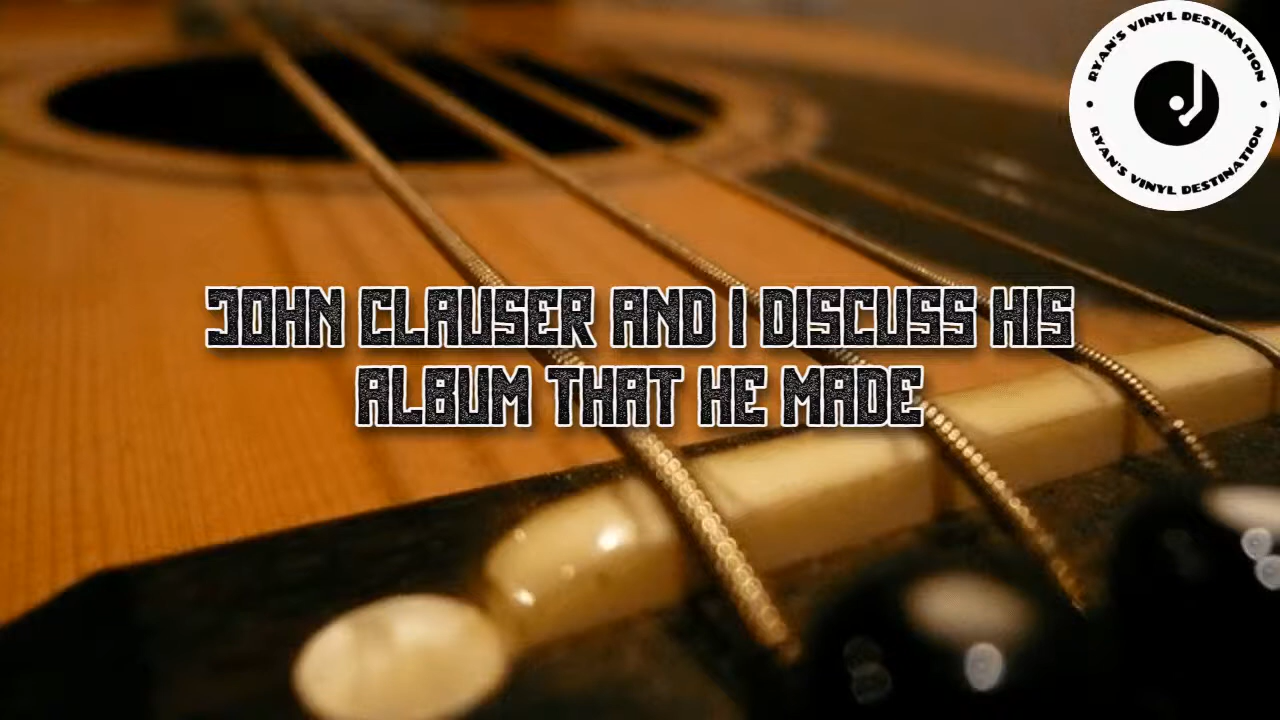 RYAN'S VINYL DESTINATION
RYAN'S VINYL DESTINATION
JOHN CLAUSER AND I DISCUSS HIS
ALBUM THAT HE MADE